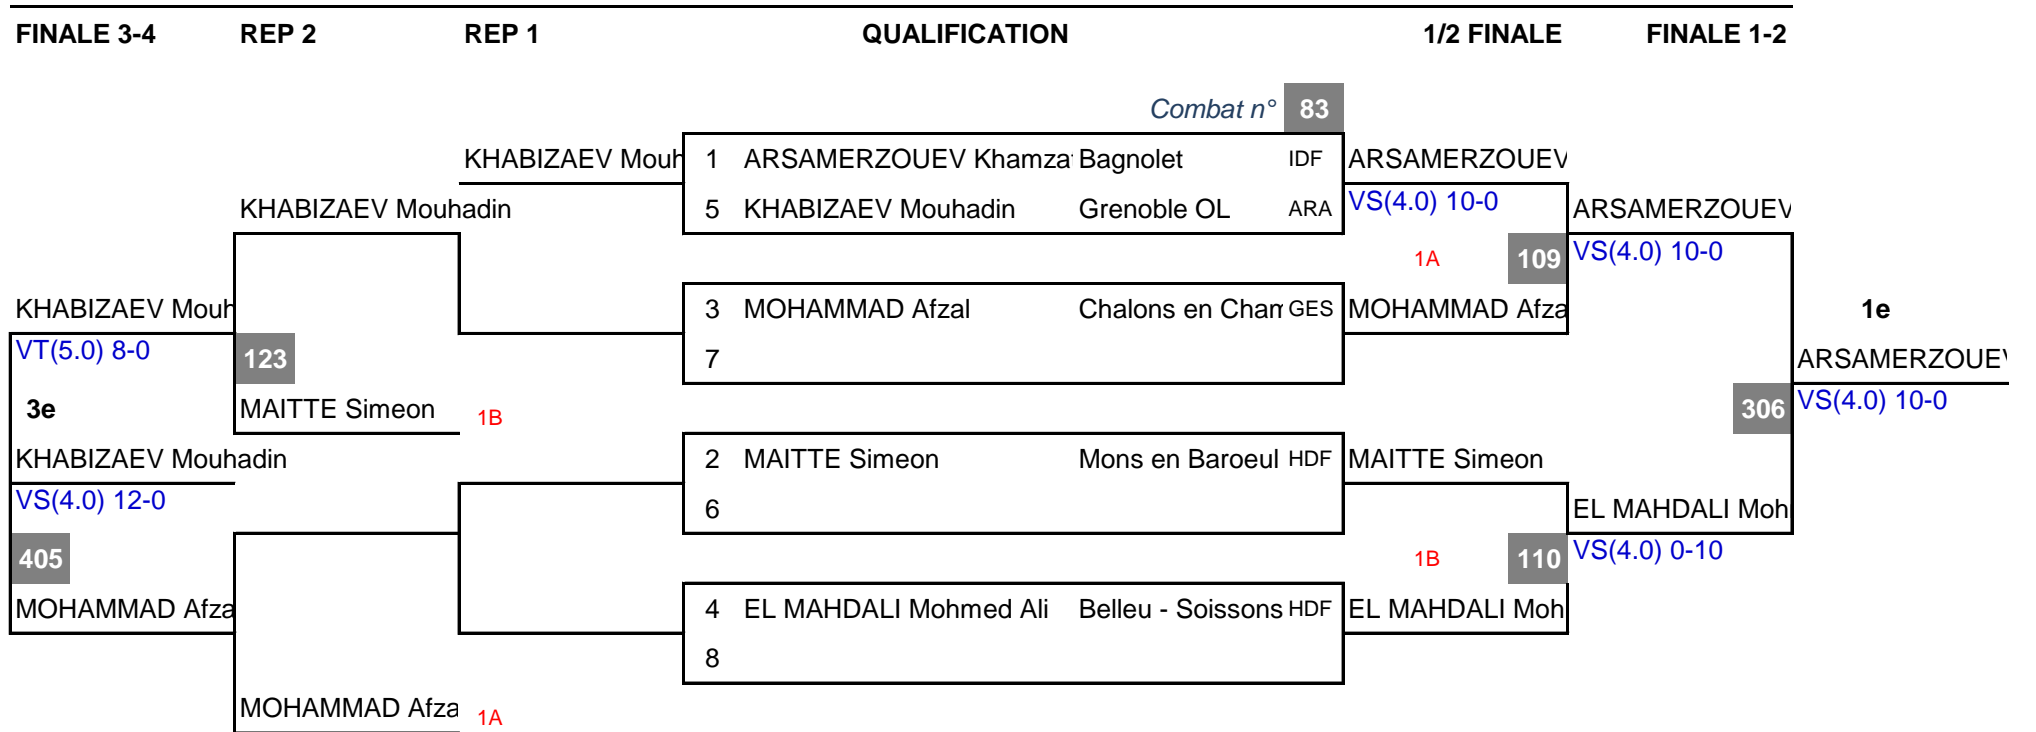 FINALE 3-4 REP 2 REP 1 QUALIFICATION 1/2 FINALE FINALE 1-2
Combat n° 83
KHABIZAEV Mouh 1 ARSAMERZOUEV Khamza Bagnolet IDF ARSAMERZOUEV
KHABIZAEV Mouhadin 5 KHABIZAEV Mouhadin Grenoble OL ARA VS(4.0) 10-0 ARSAMERZOUEV
1A 109 VS(4.0) 10-0
KHABIZAEV Mouh 3 MOHAMMAD Afzal Chalons en Cham GES MOHAMMAD Afza 1e
VT(5.0) 8-0 123 7 ARSAMERZOUEV
3e MAITTE Simeon 1B 306 VS(4.0) 10-0
KHABIZAEV Mouhadin 2 MAITTE Simeon Mons en Baroeul HDF MAITTE Simeon
VS(4.0) 12-0 6 EL MAHDALI Moh
405 1B 110 VS(4.0) 0-10
MOHAMMAD Afza 4 EL MAHDALI Mohmed Ali Belleu - Soissons HDF EL MAHDALI Moh
8
MOHAMMAD Afza 1A